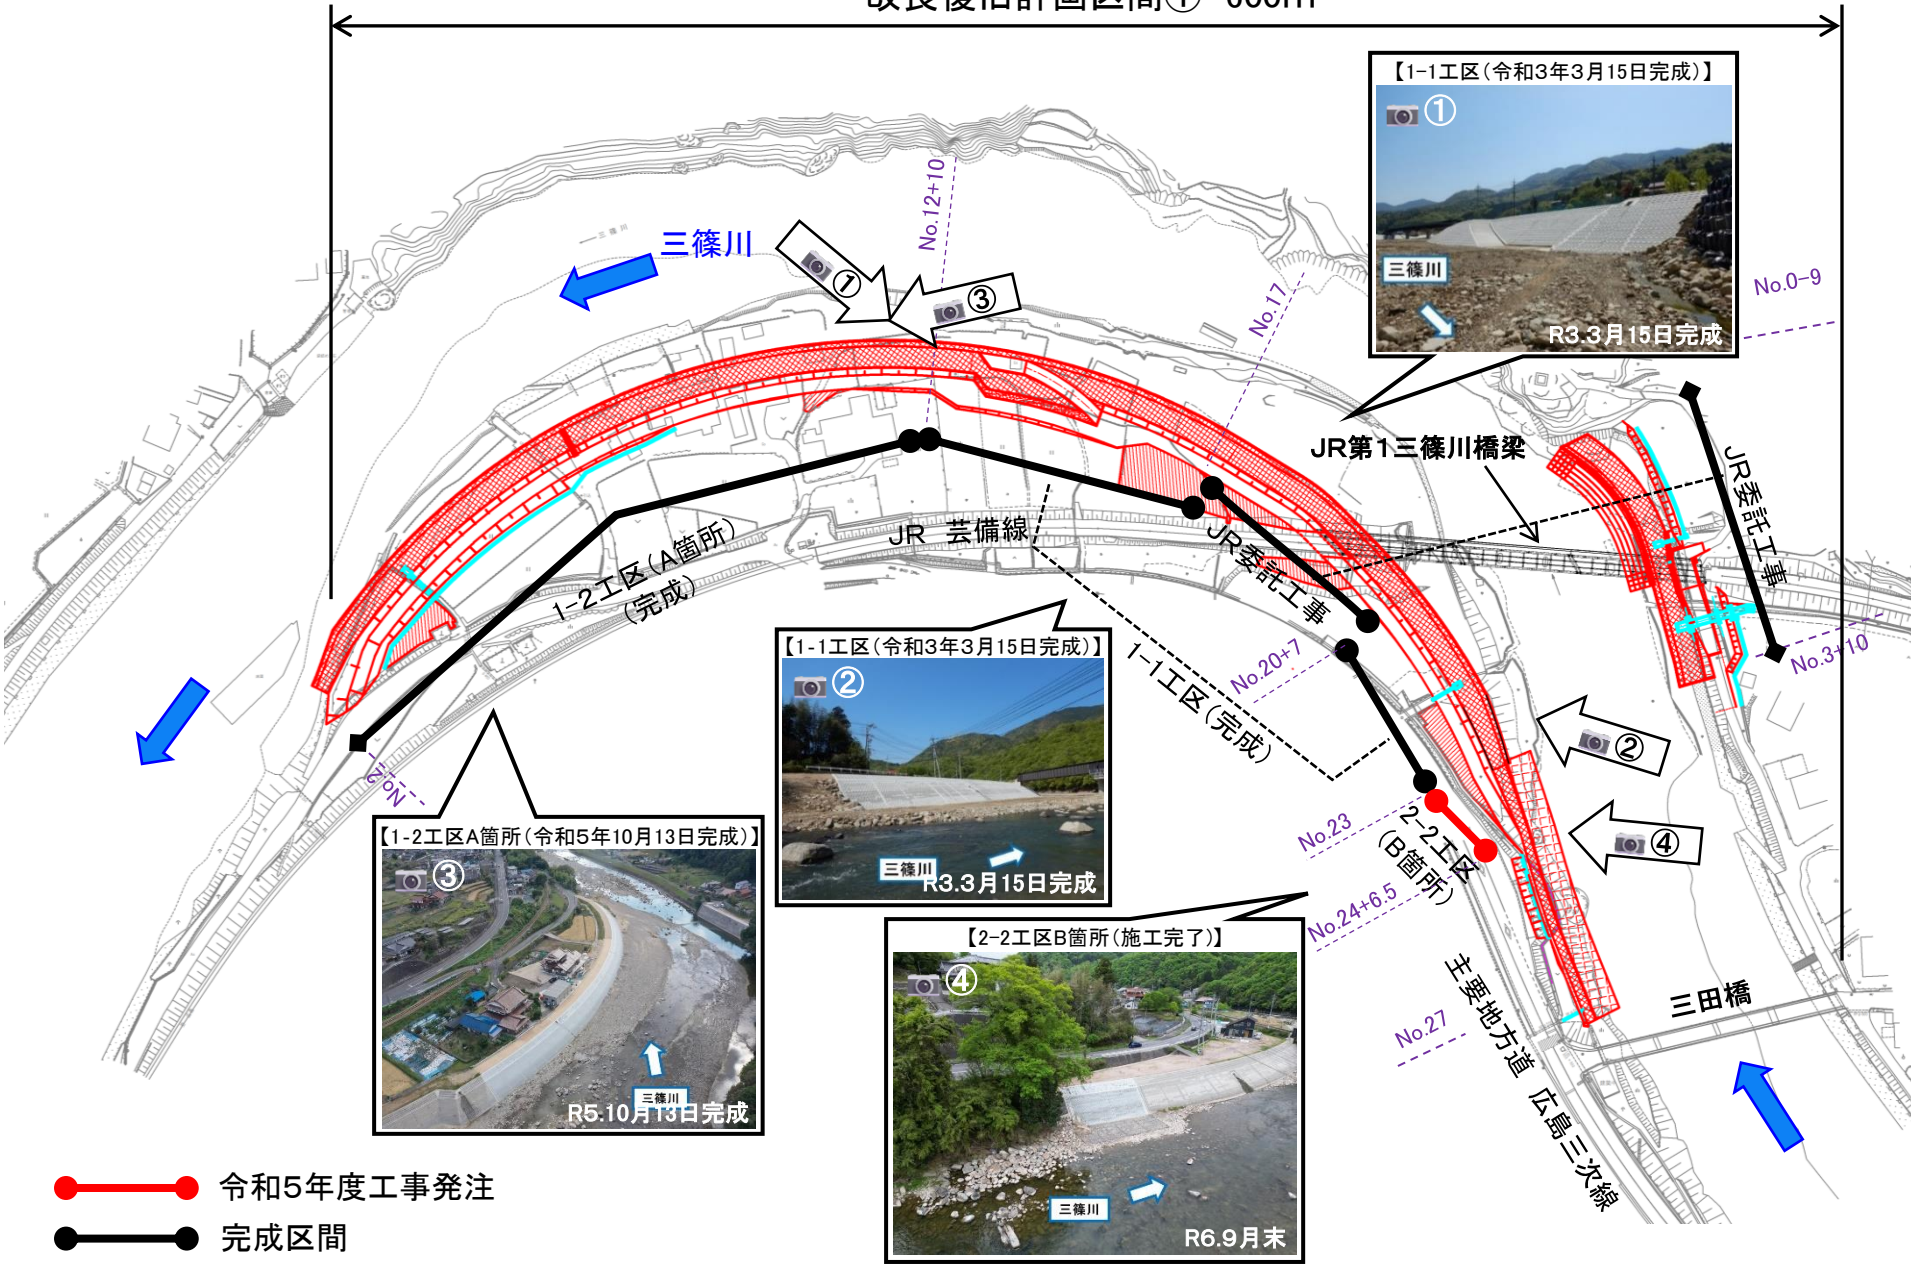 【1-1工区(令和3年3月15日完成)】
①
三篠川
R3.3月15日完成
No.12+10
三篠川
三篠川
①
③
No.17
No.0-9
JR第1三篠川橋梁
JR委託工事
JR 芸備線
JR委託工事
1-2工区(A箇所)
(完成)
No.3+10
【1-1工区(令和3年3月15日完成)】
②
三篠川
R3.3月15日完成
1-1工区(完成)
No.20+7
②
No.2
No.23
2-2工区
(B箇所)
④
No.24+6.5
【1-2工区A箇所(令和5年10月13日完成)】
③
三篠川
R5.10月13日完成
【2-2工区B箇所(施工完了)】
④
三篠川
R6.9月末
主要地方道 広島三次線
三田橋
No.27
令和5年度工事発注
完成区間